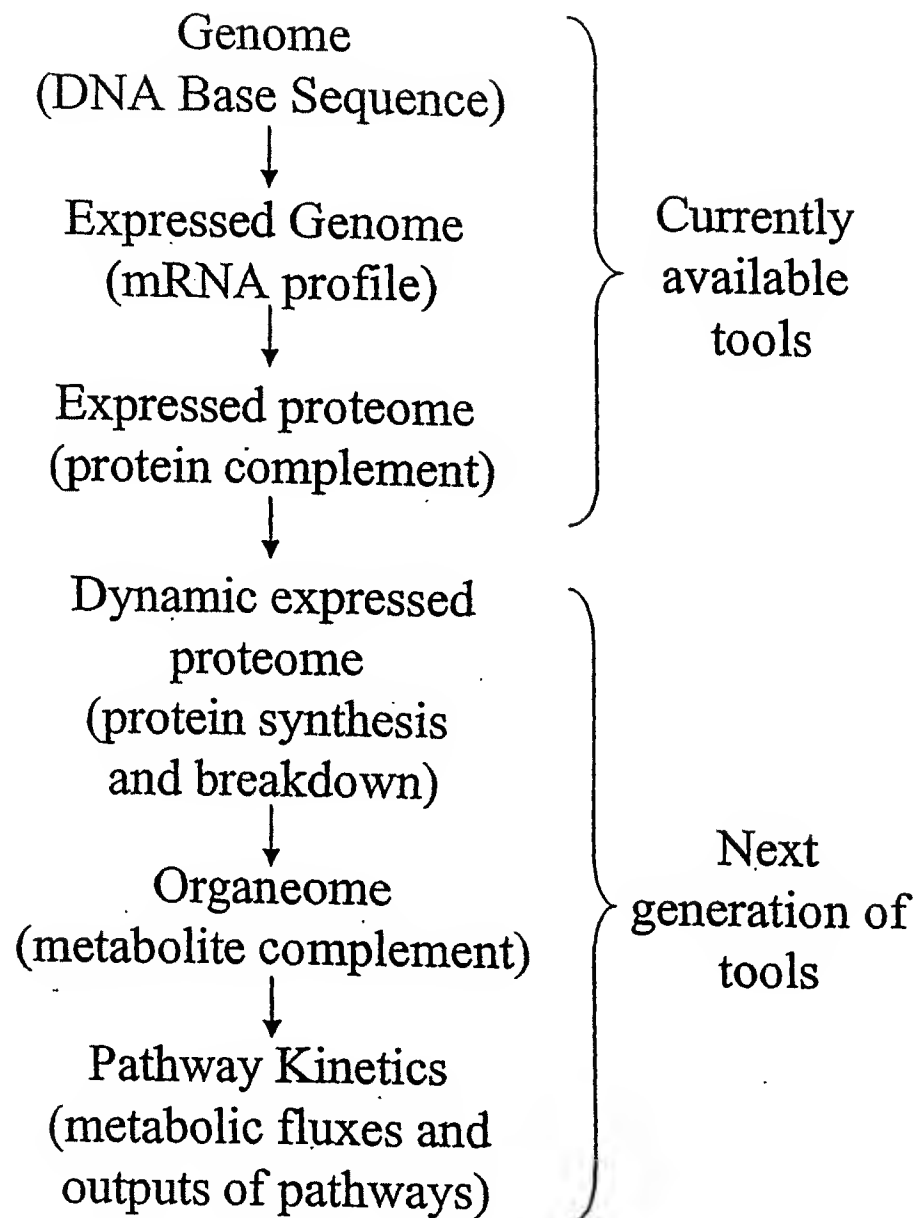 Genome
(DNA Base Sequence)
Expressed Genome
(mRNA profile)
Expressed proteome
(protein complement)
Currently
available
tools
Dynamic expressed
proteome
(protein synthesis
and breakdown)
Organeome
(metabolite complement)
Pathway Kinetics
(metabolic fluxes and
outputs of pathways)
Next
generation of
tools